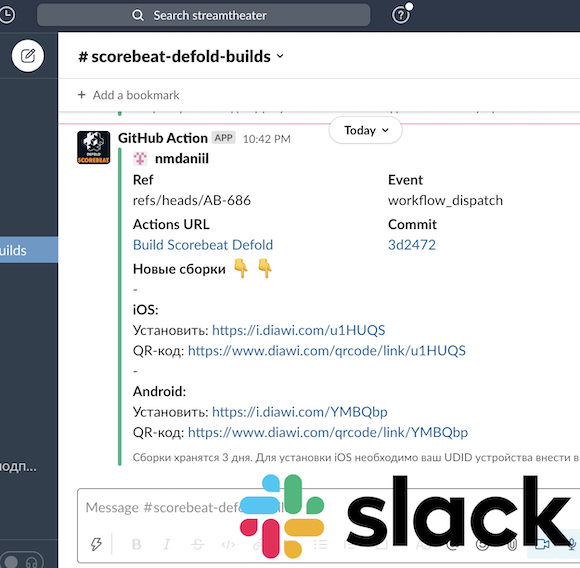 Search streamtheater
?
# scorebeat-defold-builds
+ Add a bookmark
Today
GitHub Action APP 10:42 PM
DEFOLD
SCOREBEAT
nmdaniil
Ref
Event
refs/heads/AB-686
workflow_dispatch
Actions URL
Commit
Build Scorebeat Defold
3d2472
uilds
Новые сборки
-
iOS:
Установить: https://i.diawi.com/u1HUQS
QR-код: https://www.diawi.com/qrcode/link/u1HUQS
-
Android:
Установить: https://i.diawi.com/YMBQbp
QR-код: https://www.diawi.com/qrcode/link/YMBQbp
Сборки хранятся 3 дня. Для установки iOS необходимо ваш UDID устройства внести в
подп...
Message #scorebeat-def
slack
B I S </>